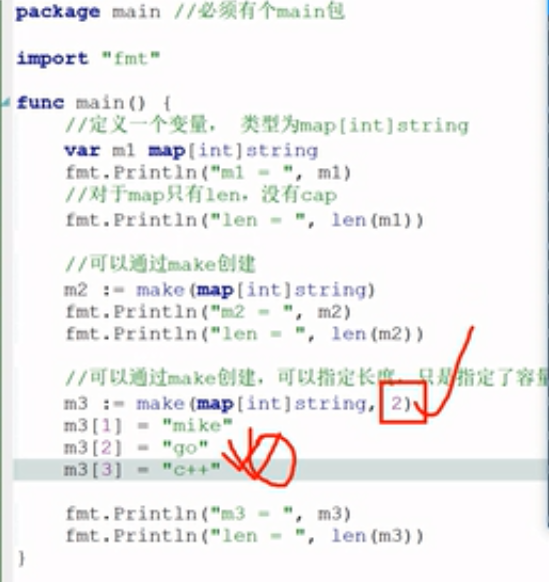 package main //必须有个main包
import "fmt"
func main() {
//定义一个变量， 类型为map[int]string
var m1 map[int]string
fmt.Println("m1 = ", m1)
//对于map只有len，没有cap
fmt.Println("len = ", len(m1))
//可以通过make创建
m2 := make(map[int]string)
fmt.Println("m2 = ", m2)
fmt.Println("len = ", len(m2))
//可以通过make创建，可以指定长度，只是指定了容量
m3 := make(map[int]string, 2)
m3[1] = "mike"
m3[2] = "go"
m3[3] = "c++"
fmt.Println("m3 = ", m3)
fmt.Println("len = ", len(m3))
}